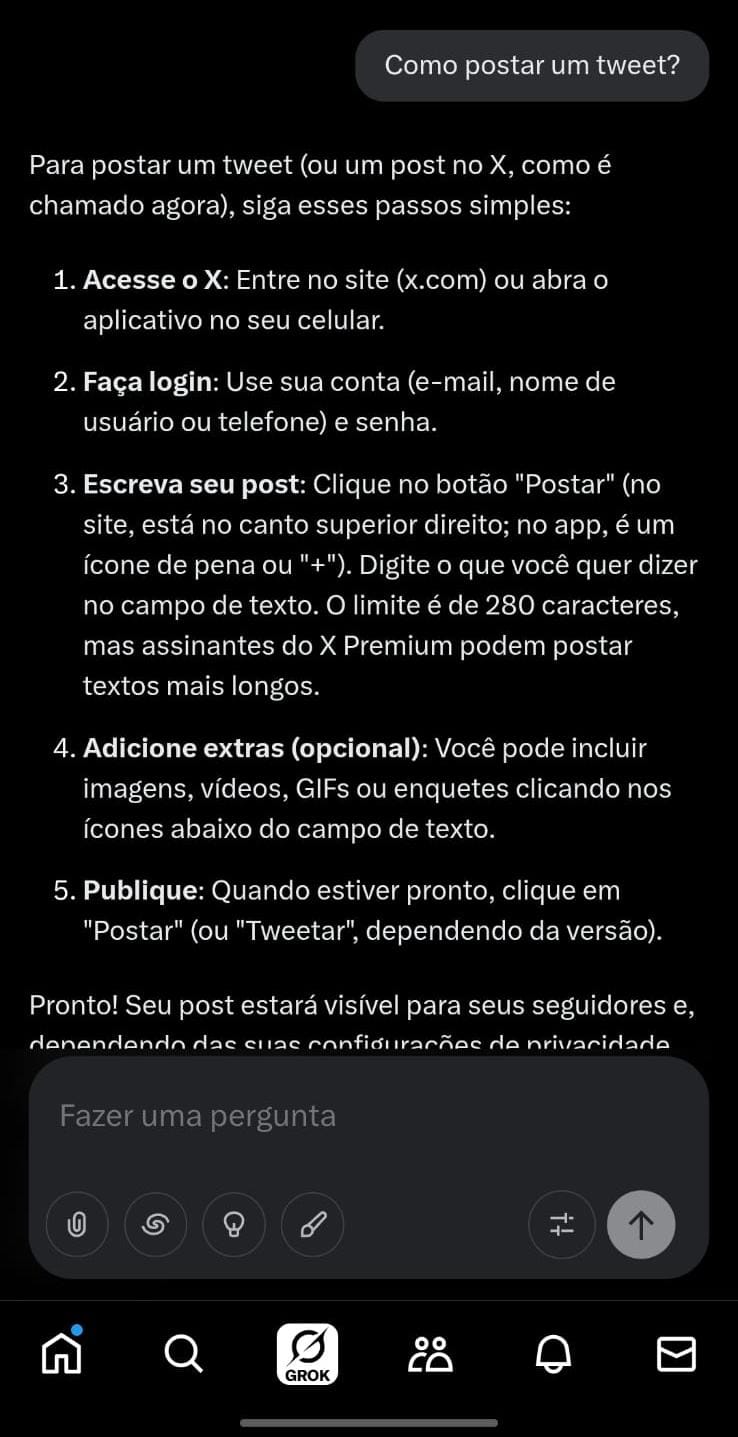 Como postar um tweet?
Para postar um tweet (ou um post no X, como é
chamado agora), siga esses passos simples:
1. Acesse o X: Entre no site (x.com) ou abra o
aplicativo no seu celular.
2. Faça login: Use sua conta (e-mail, nome de
usuário ou telefone) e senha.
3. Escreva seu post: Clique no botão "Postar" (no
site, está no canto superior direito; no app, é um
ícone de pena ou "+"). Digite o que você quer dizer
no campo de texto. O limite é de 280 caracteres,
mas assinantes do X Premium podem postar
textos mais longos.
4. Adicione extras (opcional): Você pode incluir
imagens, vídeos, GIFs ou enquetes clicando nos
ícones abaixo do campo de texto.
5. Publique: Quando estiver pronto, clique em
"Postar" (ou "Tweetar", dependendo da versão).
Pronto! Seu post estará visível para seus seguidores e,
dependendo das suas configurações de privacidade
Fazer uma pergunta
GROK